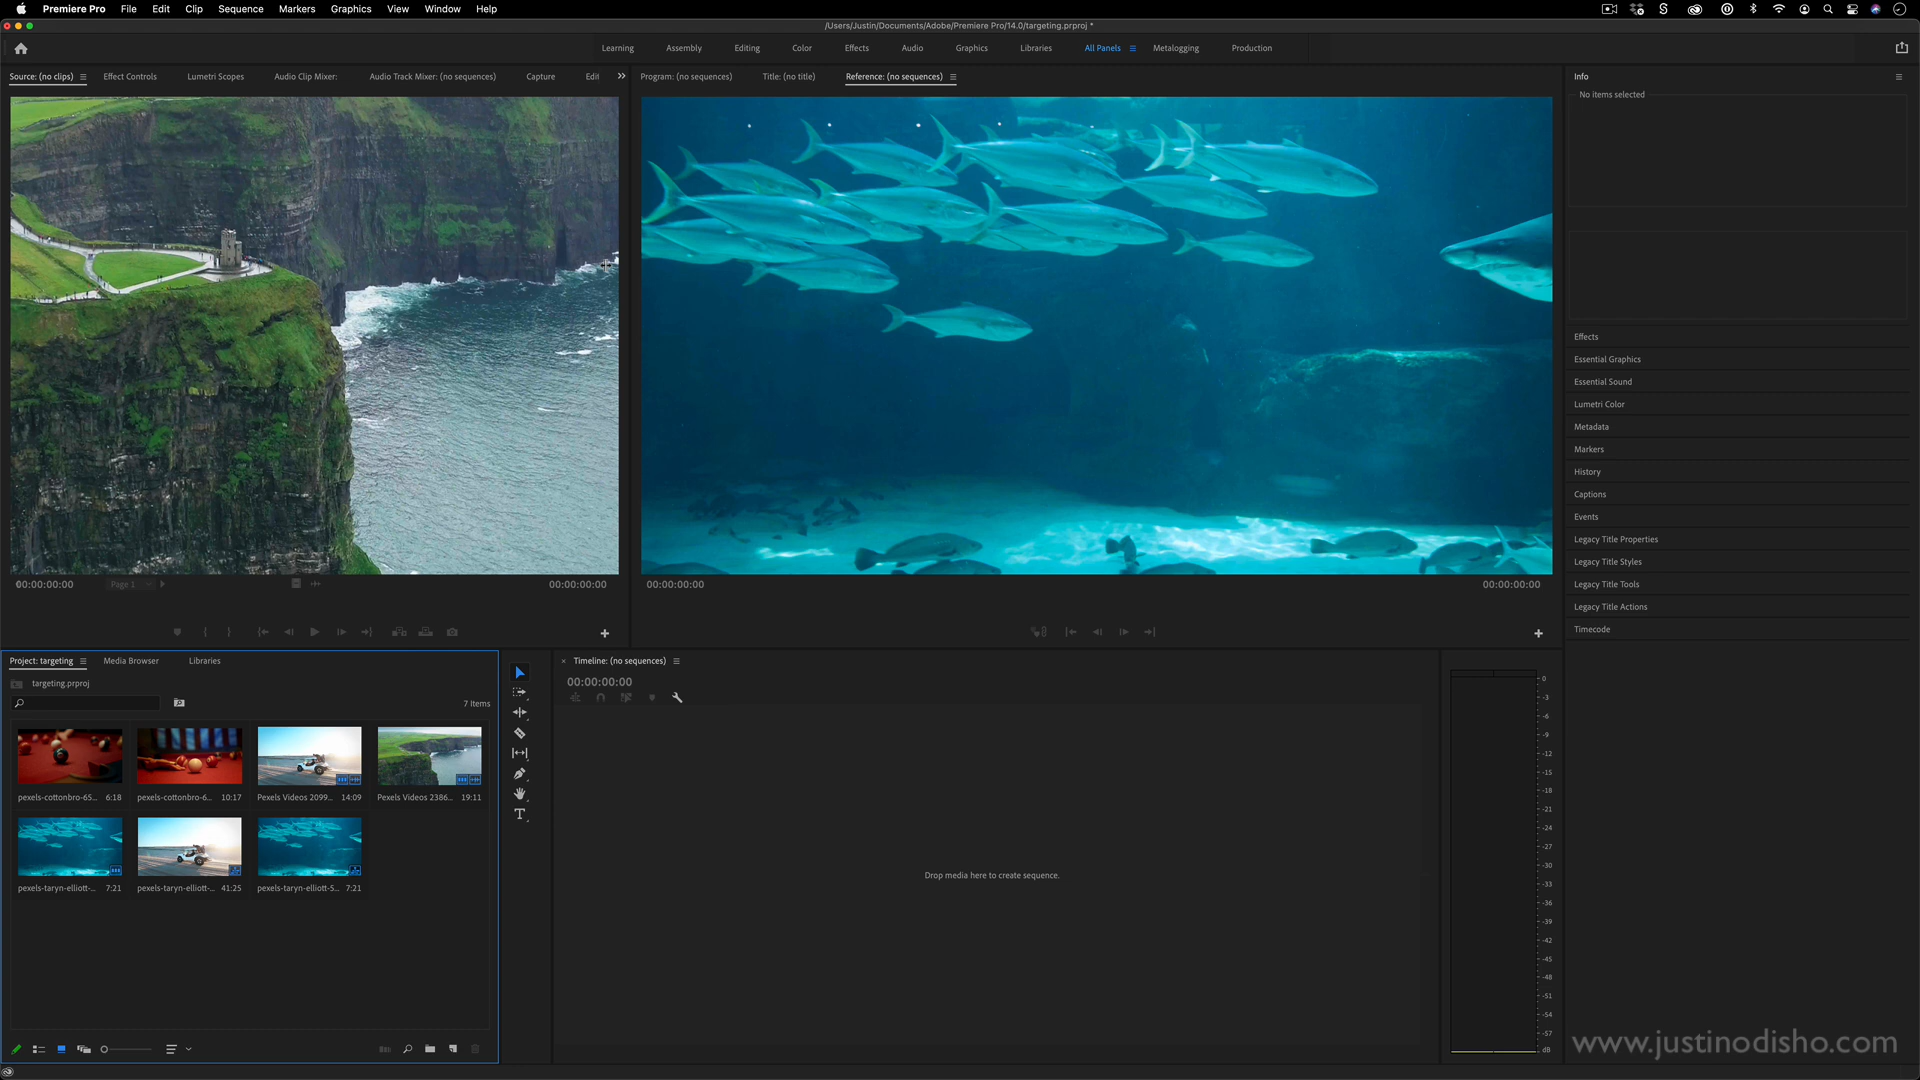 Premiere Pro File Edit Clip Sequence Markers Graphics View Window Help
/Users/Justin/Documents/Adobe/Premiere Pro/14.0/targeting.prproj *
Learning Assembly Editing Color Effects Audio Graphics Libraries All Panels Metalogging Production
Source: (no clips) Effect Controls Lumetri Scopes Audio Clip Mixer: Audio Track Mixer: (no sequences) Capture Edit
Program: (no sequences) Title: (no title) Reference: (no sequences)
Info
No items selected
Effects
Essential Graphics
Essential Sound
Lumetri Color
Metadata
Markers
History
Captions
Events
Legacy Title Properties
Legacy Title Styles
Legacy Title Tools
Legacy Title Actions
Timecode
00:00:00:00 Page 1 00:00:00:00
00:00:00:00 00:00:00:00
Project: targeting Media Browser Libraries
targeting.prproj
7 Items
pexels-cottonbro-65... 6:18 pexels-cottonbro-6... 10:17 Pexels Videos 2099... 14:09 Pexels Videos 2386... 19:11
pexels-taryn-elliott-... 7:21 pexels-taryn-elliott-... 41:25 pexels-taryn-elliott-5... 7:21
× Timeline: (no sequences)
00:00:00:00
Drop media here to create sequence.
0
-3
-6
-9
-12
-15
-18
-21
-24
-27
-30
-33
-36
-39
-42
-45
-48
-51
-54
-57
dB
www.justinodisho.com